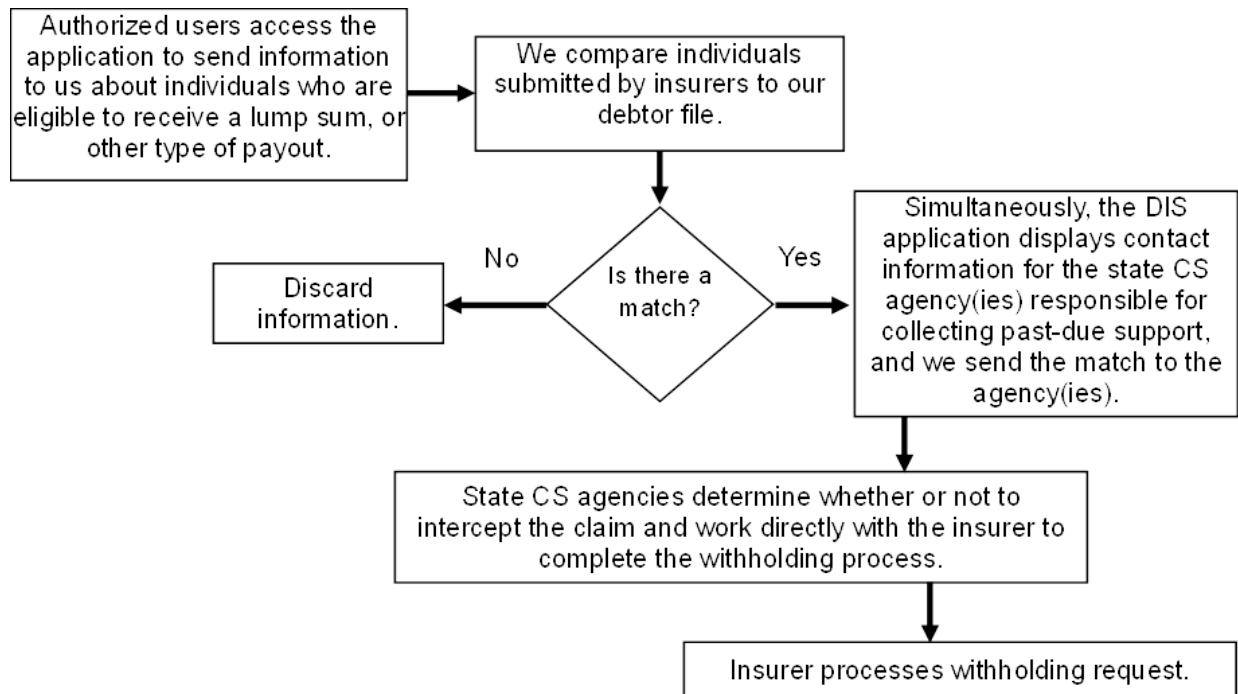 Authorized users access the
application to send information
to us about individuals who are
eligible to receive a lump sum, or
other type of payout.
We compare individuals
submitted by insurers to our
debtor file.
Is there a
match?
No
Discard
information.
Yes
Simultaneously, the DIS
application displays contact
information for the state CS
agency(ies) responsible for
collecting past-due support,
and we send the match to the
agency(ies).
State CS agencies determine whether or not to
intercept the claim and work directly with the insurer to
complete the withholding process.
Insurer processes withholding request.